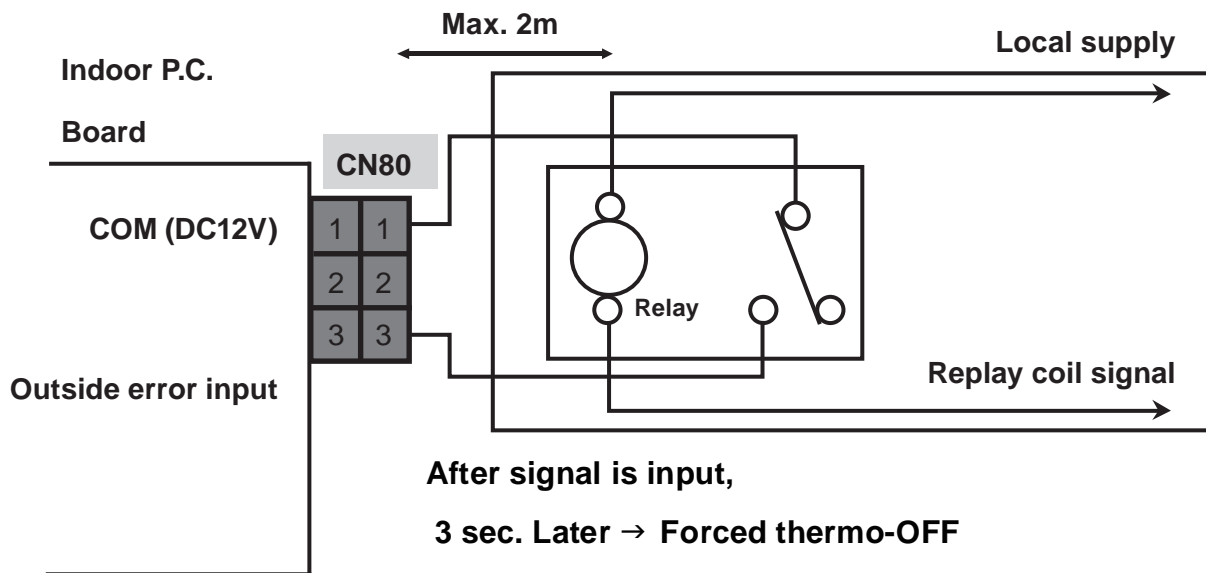 Max. 2m
Local supply
Indoor P.C.
Board
CN80
COM (DC12V)
1 1
2 2
3 3
Relay
Outside error input
Replay coil signal
After signal is input,
3 sec. Later → Forced thermo-OFF